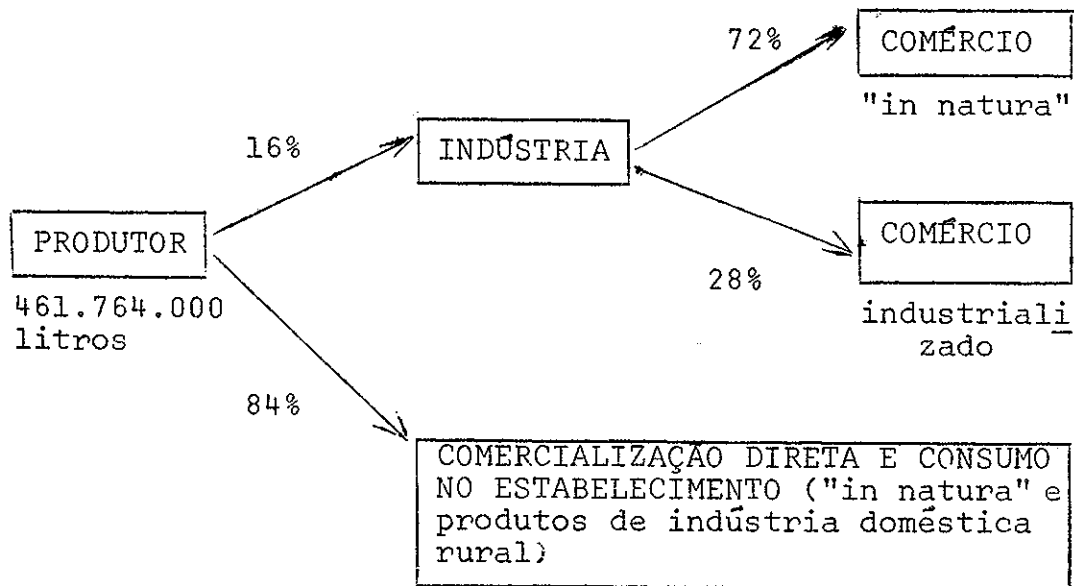 72%
COMÉRCIO
"in natura"
16%
INDÚSTRIA
PRODUTOR
COMÉRCIO
461.764.000
litros
28%
industriali
zado
84%
COMERCIALIZAÇÃO DIRETA E CONSUMO
NO ESTABELECIMENTO ("in natura" e
produtos de indústria doméstica
rural)